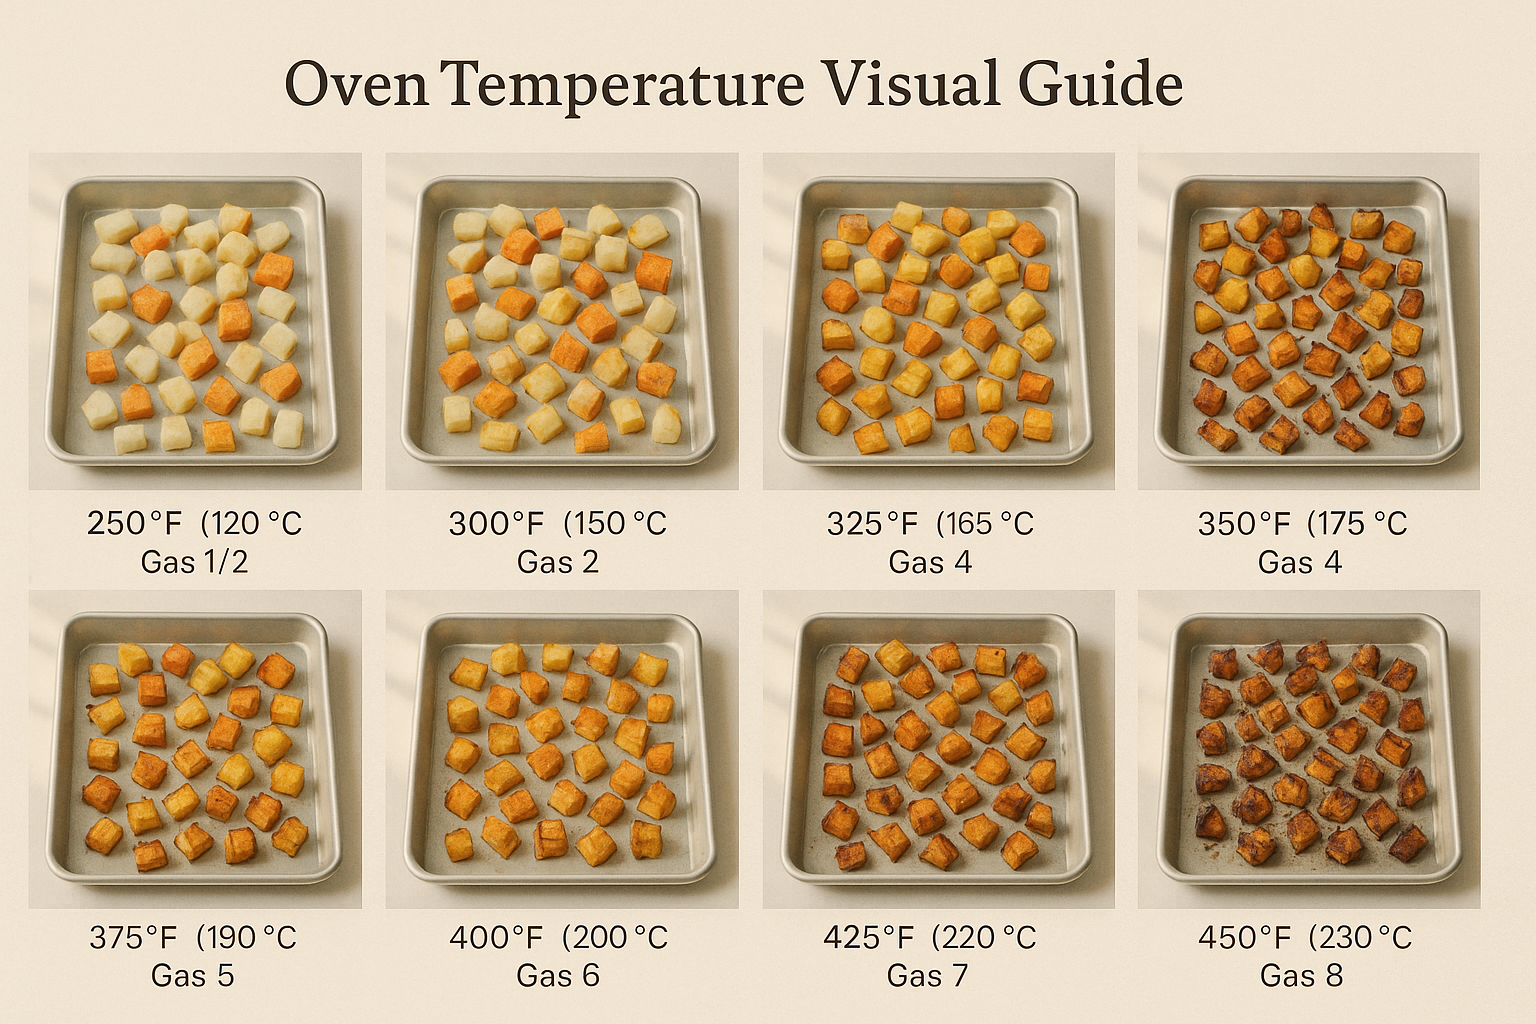 Oven Temperature Visual Guide
250°F (120 °C
Gas 1/2
300°F (150 °C
Gas 2
325°F (165 °C
Gas 4
350°F (175 °C
Gas 4
375°F (190 °C
Gas 5
400°F (200 °C
Gas 6
425°F (220 °C
Gas 7
450°F (230 °C
Gas 8